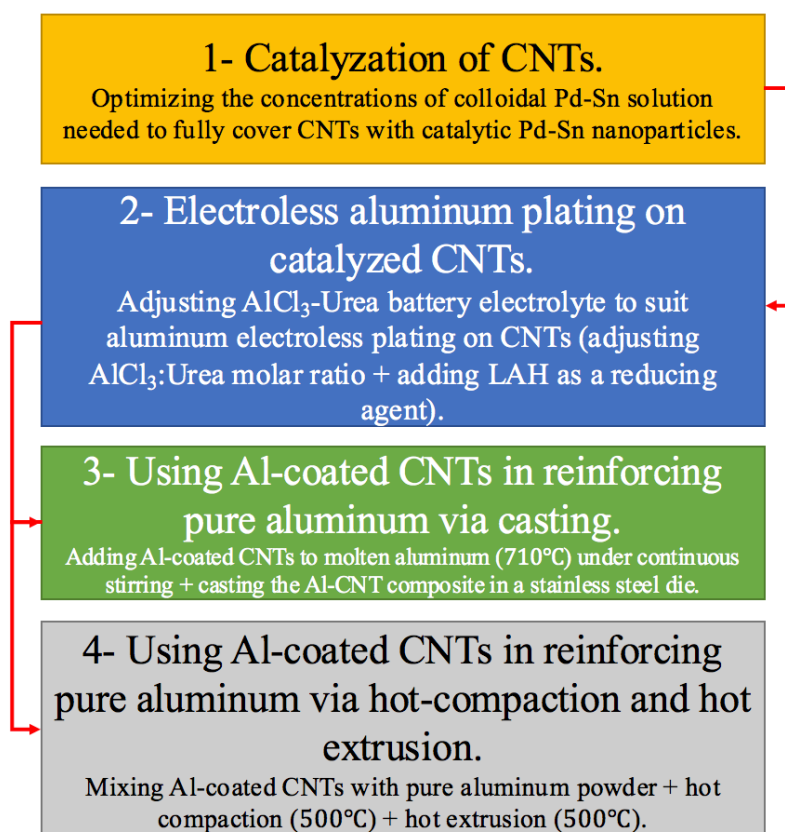 1- Catalyzation of CNTs.
Optimizing the concentrations of colloidal Pd-Sn solution
needed to fully cover CNTs with catalytic Pd-Sn nanoparticles.
2- Electroless aluminum plating on
catalyzed CNTs.
Adjusting AlCl₃-Urea battery electrolyte to suit
aluminum electroless plating on CNTs (adjusting
AlCl₃:Urea molar ratio + adding LAH as a reducing
agent).
3- Using Al-coated CNTs in reinforcing
pure aluminum via casting.
Adding Al-coated CNTs to molten aluminum (710℃) under continuous
stirring + casting the Al-CNT composite in a stainless steel die.
4- Using Al-coated CNTs in reinforcing
pure aluminum via hot-compaction and hot
extrusion.
Mixing Al-coated CNTs with pure aluminum powder + hot
compaction (500℃) + hot extrusion (500℃).